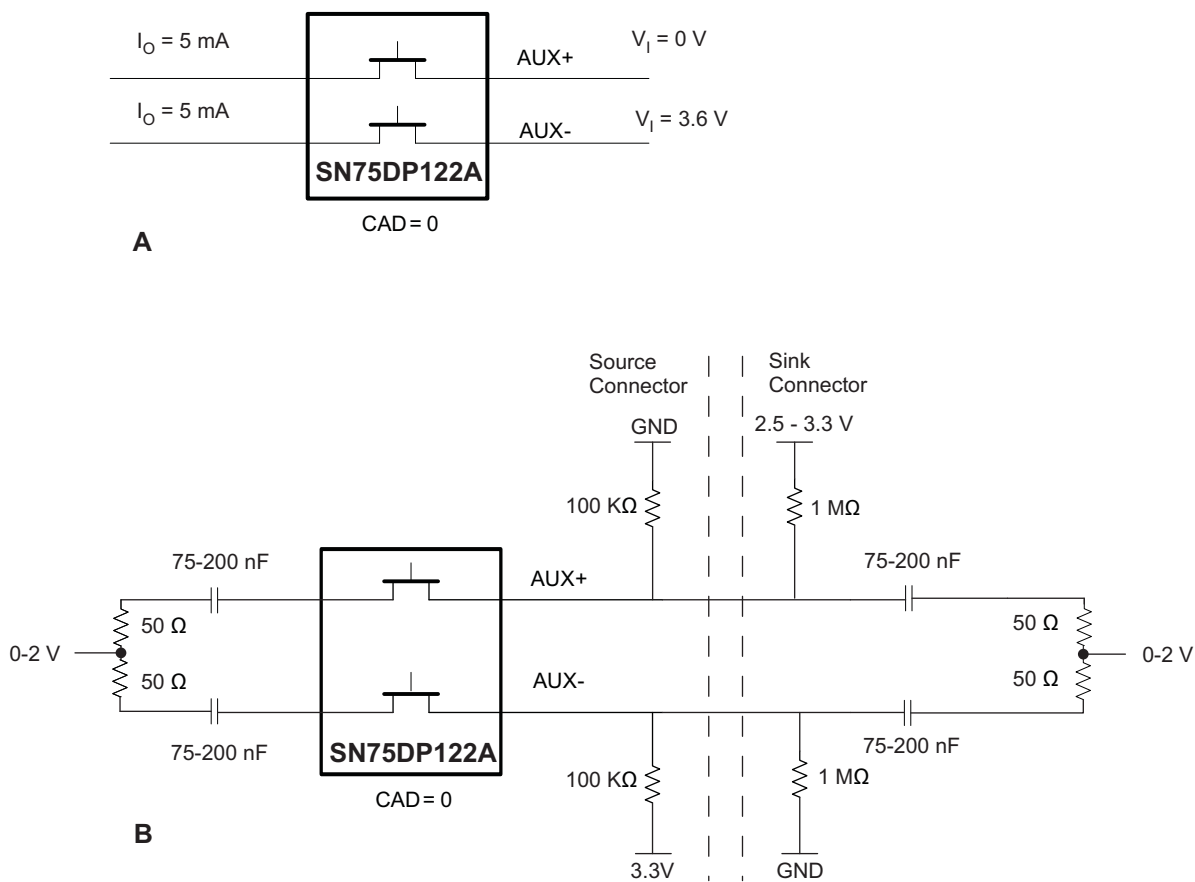 I_O = 5 mA
V_I = 0 V
AUX+
I_O = 5 mA
V_I = 3.6 V
AUX-
SN75DP122A
CAD = 0
A
Source
Connector
Sink
Connector
GND
2.5 - 3.3 V
100 KΩ
1 MΩ
75-200 nF
AUX+
75-200 nF
50 Ω
50 Ω
0-2 V
0-2 V
50 Ω
50 Ω
AUX-
75-200 nF
75-200 nF
SN75DP122A
100 KΩ
1 MΩ
CAD = 0
B
3.3V
GND